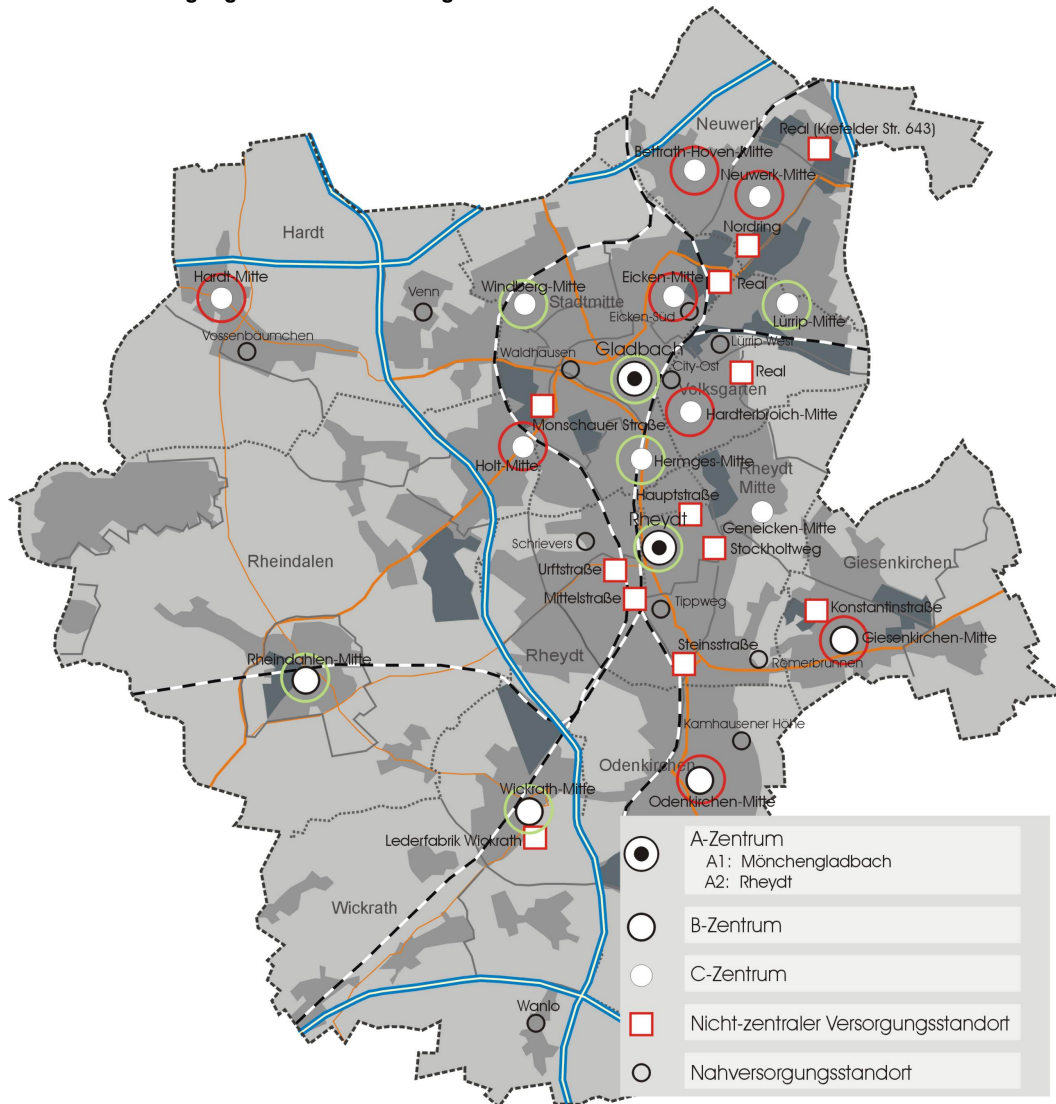 Neuwerk
Real (Krefelder Str. 643)
Bettrath-Hoven-Mitte
Neuwerk-Mitte
Nordring
Hardt
Hardt-Mitte
Venn
Windberg-Mitte
Stadtmitte
Eicken-Mitte
Real
Eicken-Süd
Lürrip-Mitte
Vossenbäumchen
Waldhausen
Gladbach
Lürrip-West
City-Ost
Real
Volksgarten
Monschauer Straße
Hardterbroich-Mitte
Holt-Mitte
Hermges-Mitte
Rheydt
Mitte
Hauptstraße
Rheydt
Geneicken-Mitte
Schrievers
Stockholtweg
Rheindalen
Giesenkirchen
Urftstraße
Mittelstraße
Tippweg
Konstantinstraße
Steinsstraße
Giesenkirchen-Mitte
Rheindahlen-Mitte
Rheydt
Römerbrunnen
Kamhausener Höhe
Odenkirchen
Wickrath-Mitte
Odenkirchen-Mitte
Lederfabrik Wickrath
Wickrath
Wanlo
A-Zentrum
A1: Mönchengladbach
A2: Rheydt
B-Zentrum
C-Zentrum
Nicht-zentraler Versorgungsstandort
Nahversorgungsstandort